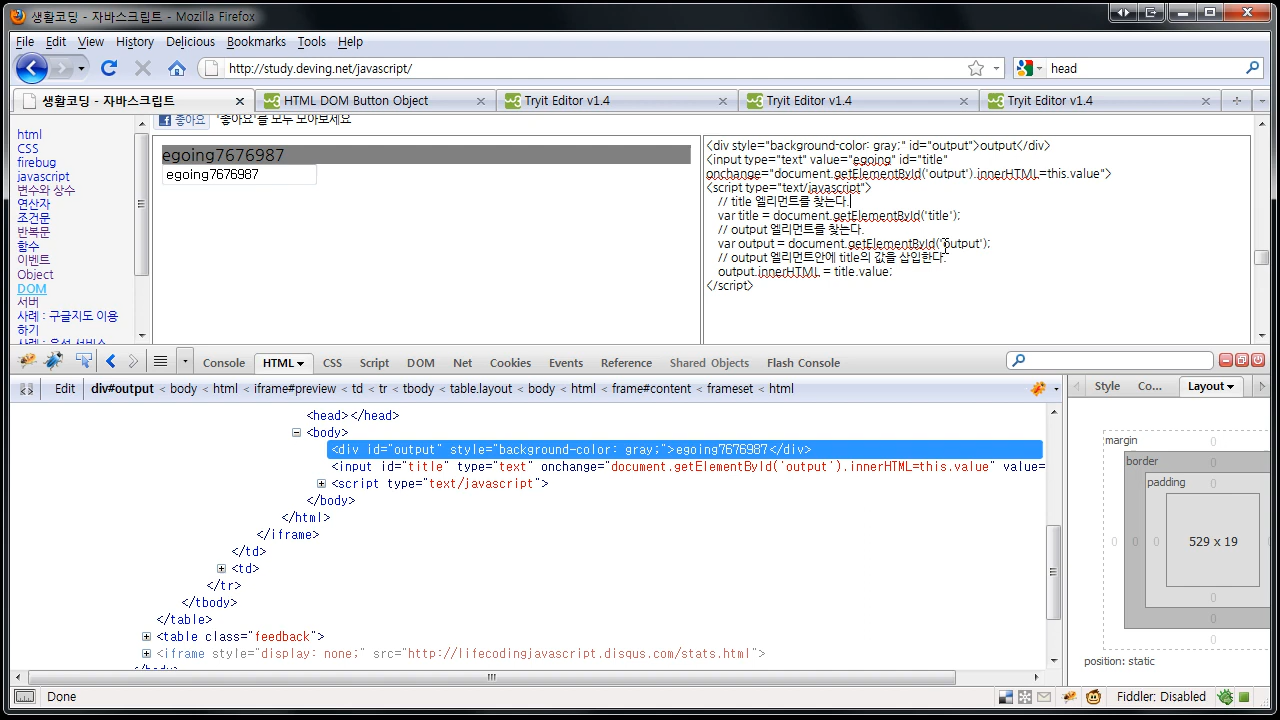 생활코딩 - 자바스크립트 - Mozilla Firefox
File Edit View History Delicious Bookmarks Tools Help
http://study.deving.net/javascript/
head
생활코딩 - 자바스크립트
HTML DOM Button Object
Tryit Editor v1.4
Tryit Editor v1.4
Tryit Editor v1.4
좋아요 '좋아요'를 모두 모아보세요
html
CSS
firebug
javascript
변수와 상수
연산자
조건문
반복문
함수
이벤트
Object
DOM
서버
사례 : 구글지도 이용
하기
egoing7676987
egoing7676987
<div style="background-color: gray;" id="output">output</div>
<input type="text" value="egoing" id="title"
onchange="document.getElementById('output').innerHTML=this.value">
<script type="text/javascript">
// title 엘리먼트를 찾는다.
var title = document.getElementById('title');
// output 엘리먼트를 찾는다.
var output = document.getElementById('output');
// output 엘리먼트안에 title의 값을 삽입한다.
output.innerHTML = title.value;
</script>
Console HTML CSS Script DOM Net Cookies Events Reference Shared Objects Flash Console
Edit div#output < body < html < iframe#preview < td < tr < tbody < table.layout < body < html < frame#content < frameset < html
Style Co... Layout
<head></head>
<body>
<div id="output" style="background-color: gray;">egoing7676987</div>
<input id="title" type="text" onchange="document.getElementById('output').innerHTML=this.value" value=
<script type="text/javascript">
</body>
</html>
</iframe>
</td>
<td>
</tr>
</tbody>
</table>
<table class="feedback">
<iframe style="display: none;" src="http://lifecodingjavascript.disqus.com/stats.html">
margin 0
border 0
padding 0
0 0 0 529 x 19 0
0
0
0
position: static
Done
Fiddler: Disabled